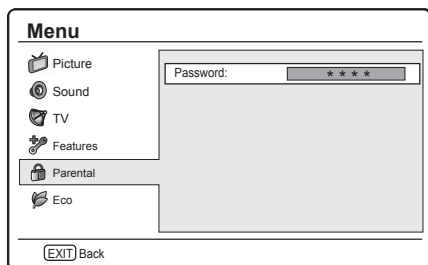 Menu
Picture
Sound
TV
Features
Parental
Eco
Password: * * * *
EXIT Back